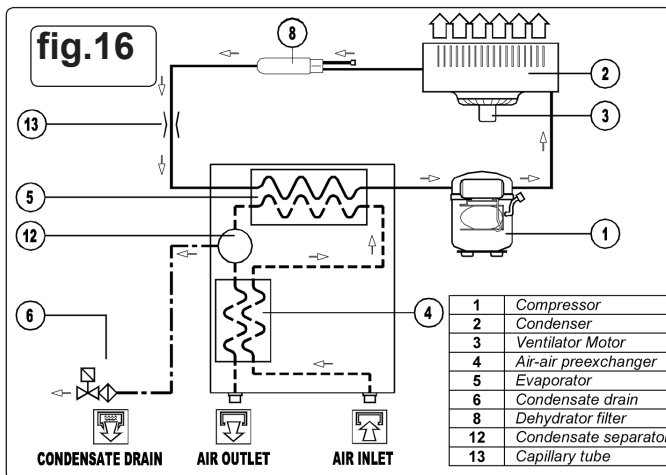 fig.16
8
2
13
3
5
12
1
4
6
1 Compressor
2 Condenser
3 Ventilator Motor
4 Air-air preexchanger
5 Evaporator
6 Condensate drain
8 Dehydrator filter
12 Condensate separator
13 Capillary tube
CONDENSATE DRAIN AIR OUTLET AIR INLET